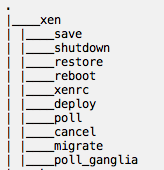 .
|____xen
| |____save
| |____shutdown
| |____restore
| |____reboot
| |____xenrc
| |____deploy
| |____poll
| |____cancel
| |____migrate
| |____poll_ganglia